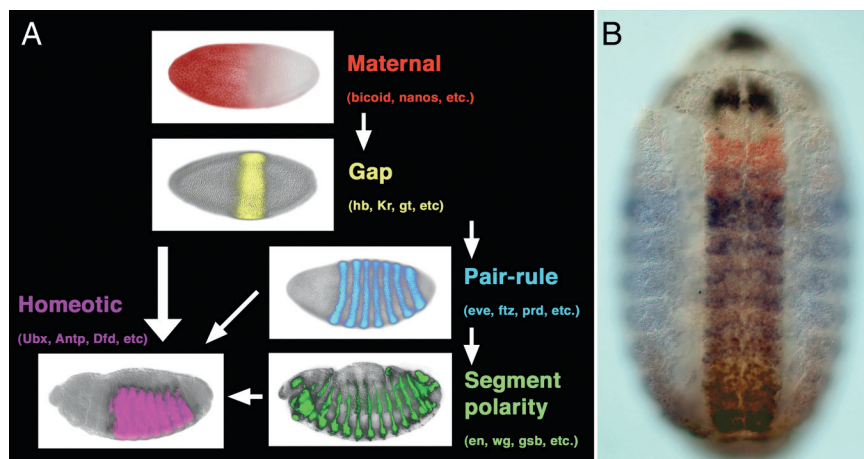 A
Maternal
(bicoid, nanos, etc.)
Gap
(hb, Kr, gt, etc)
Pair-rule
(eve, ftz, prd, etc.)
Homeotic
(Ubx, Antp, Dfd, etc)
Segment
polarity
(en, wg, gsb, etc.)
B